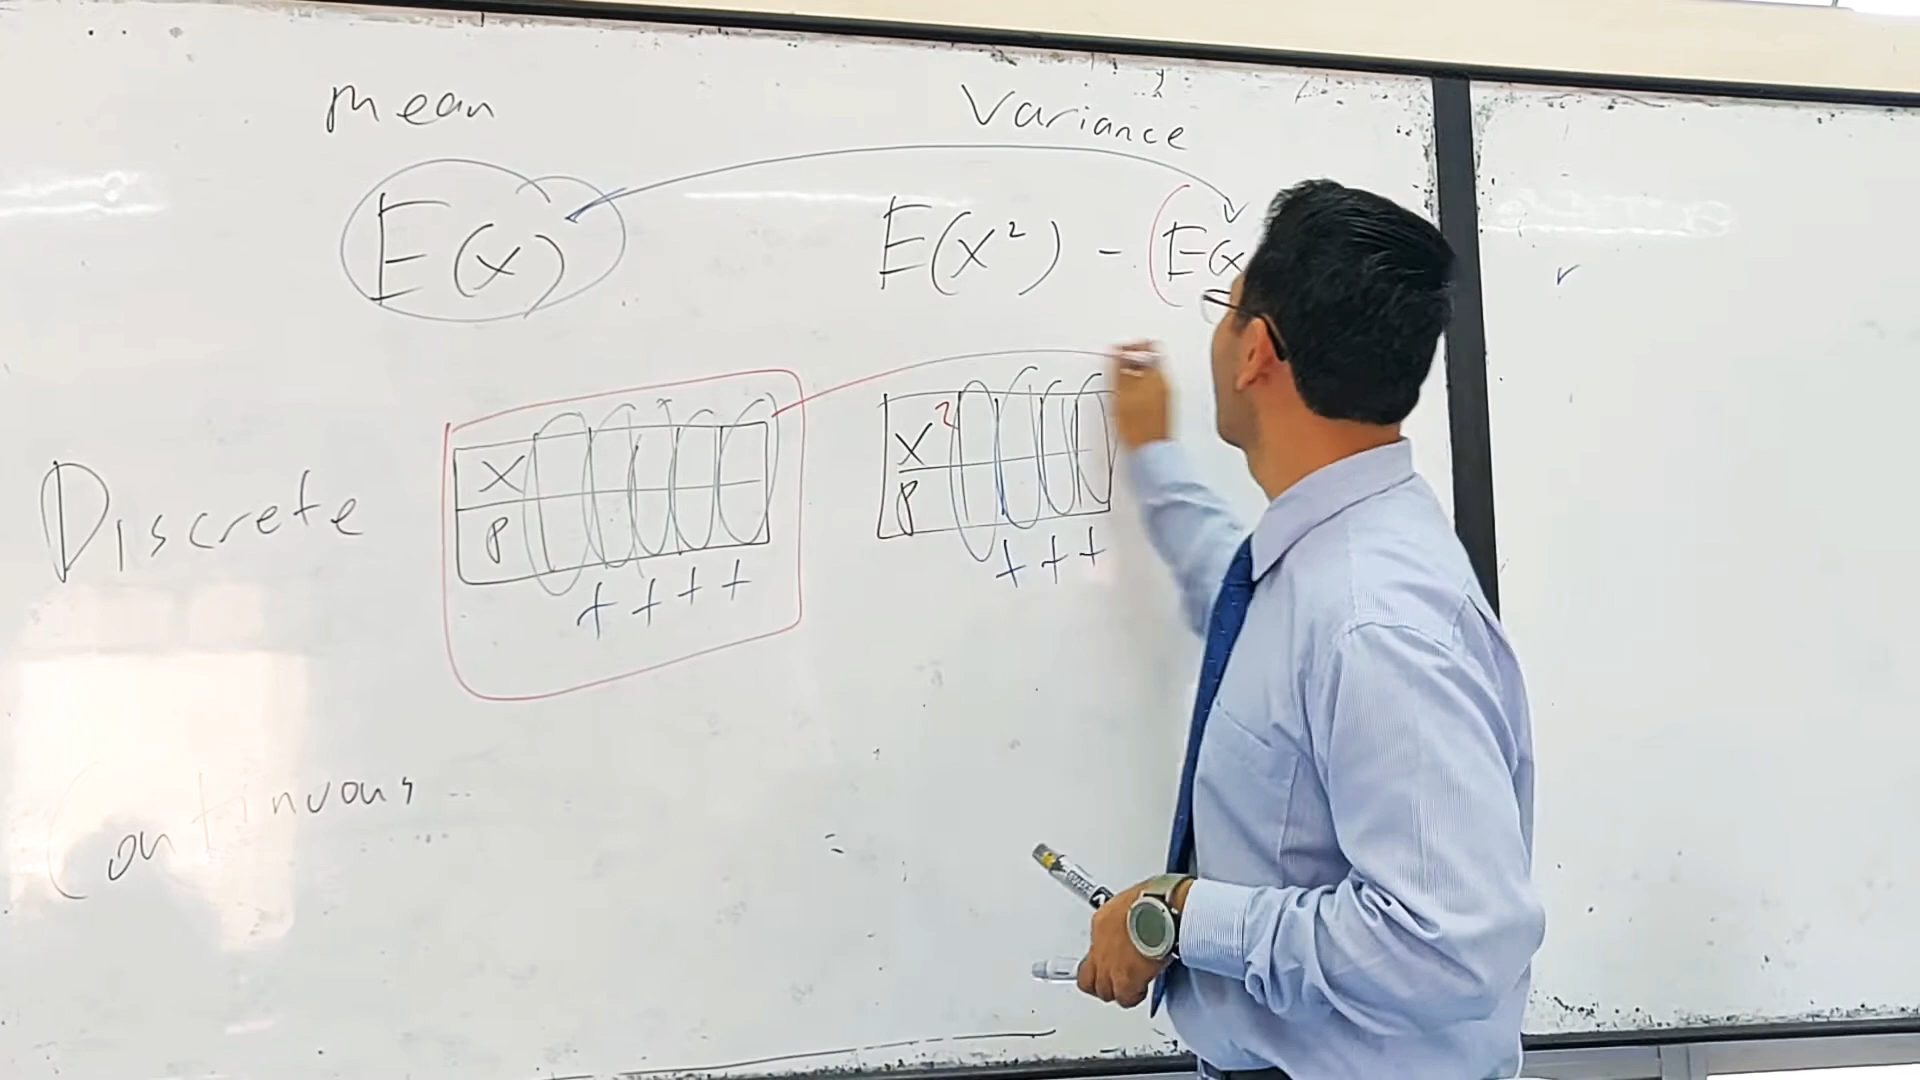 Mean Variance
E(x) E(x²) - (E(x
Discrete
x
P
+ + + +
x²
P
+ + +
Continuous